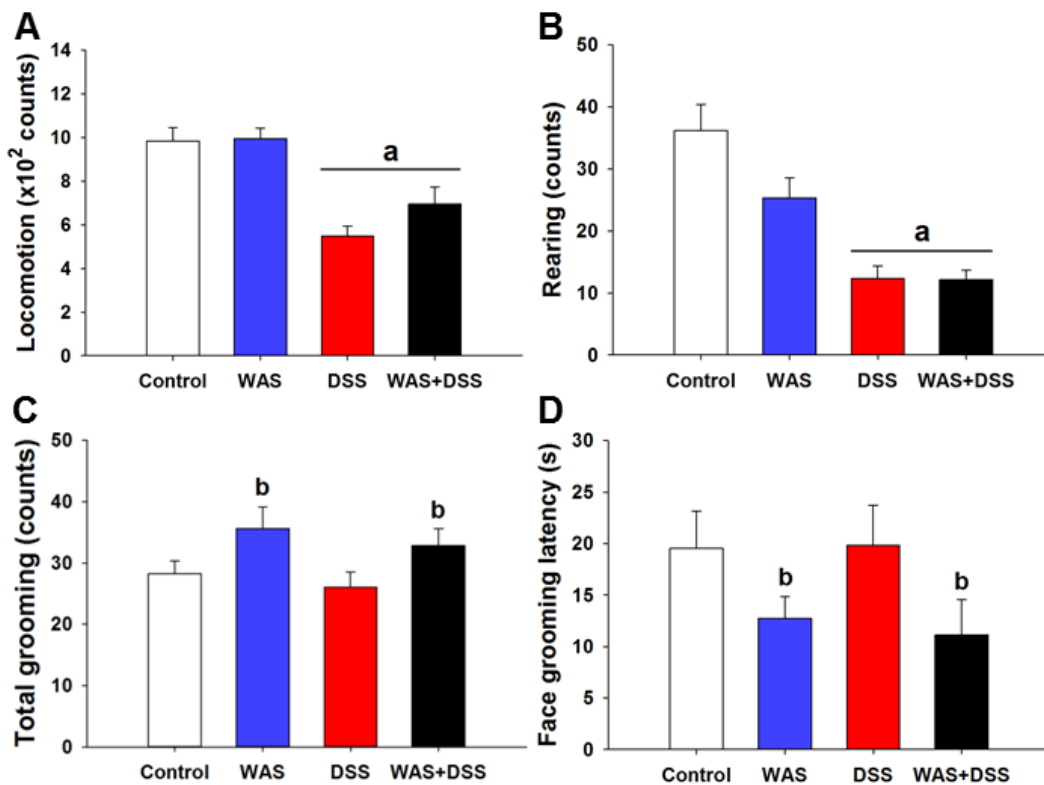 A
Locomotion (x10² counts)
14
12
10
8
6
4
2
0
a
Control WAS DSS WAS+DSS
B
Rearing (counts)
50
40
30
20
10
0
a
Control WAS DSS WAS+DSS
C
Total grooming (counts)
50
40
30
20
10
0
b
b
Control WAS DSS WAS+DSS
D
Face grooming latency (s)
30
25
20
15
10
5
0
b
b
Control WAS DSS WAS+DSS